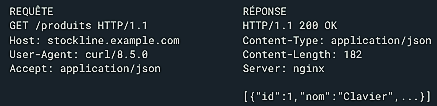 REQUÊTE
GET /produits HTTP/1.1
Host: stockline.example.com
User-Agent: curl/8.5.0
Accept: application/json
RÉPONSE
HTTP/1.1 200 OK
Content-Type: application/json
Content-Length: 182
Server: nginx
[{"id":1,"nom":"Clavier",...}]